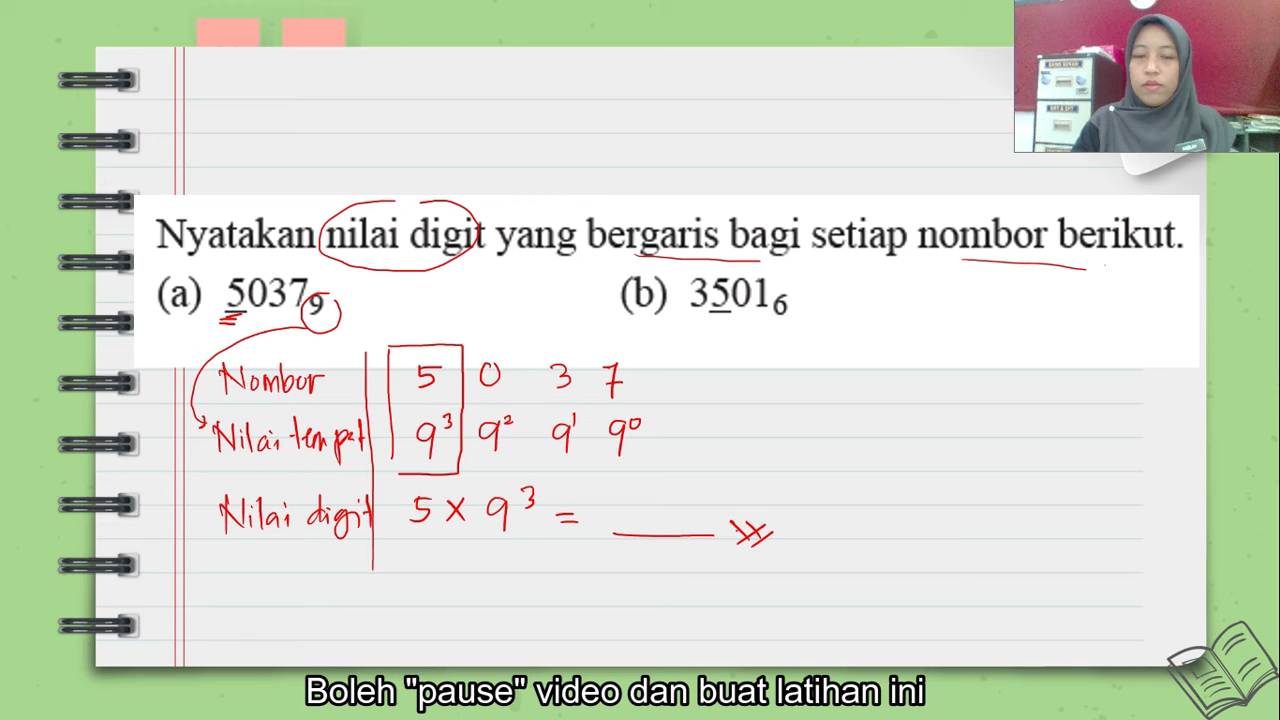 Nyatakan nilai digit yang bergaris bagi setiap nombor berikut.
(a) 5037₉ (b) 3501₆
Nombor 5 0 3 7
Nilai tempat 9³ 9² 9¹ 9⁰
Nilai digit 5 × 9³ = ____
Boleh "pause" video dan buat latihan ini